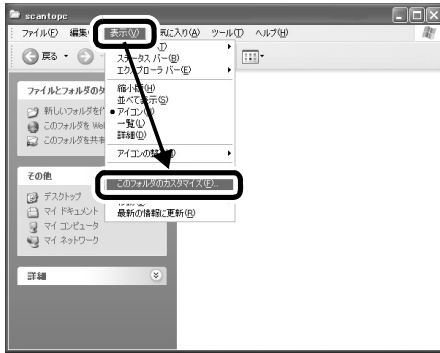 scantopc
ファイル(F) 編集( 表示(V) 気に入り(A) ツール(T) ヘルプ(H)
戻る
ステータス バー(B)
エクスプローラ バー(E)
縮小版(H)
並べて表示(S)
アイコン(N)
一覧(L)
詳細(D)
アイコンの整
このフォルダのカスタマイズ(F)...
最新の情報に更新(R)
ファイルとフォルダのタ
新しいフォルダを作
このフォルダを Web
このフォルダを共有
その他
デスクトップ
マイ ドキュメント
マイ コンピュータ
マイ ネットワーク
詳細